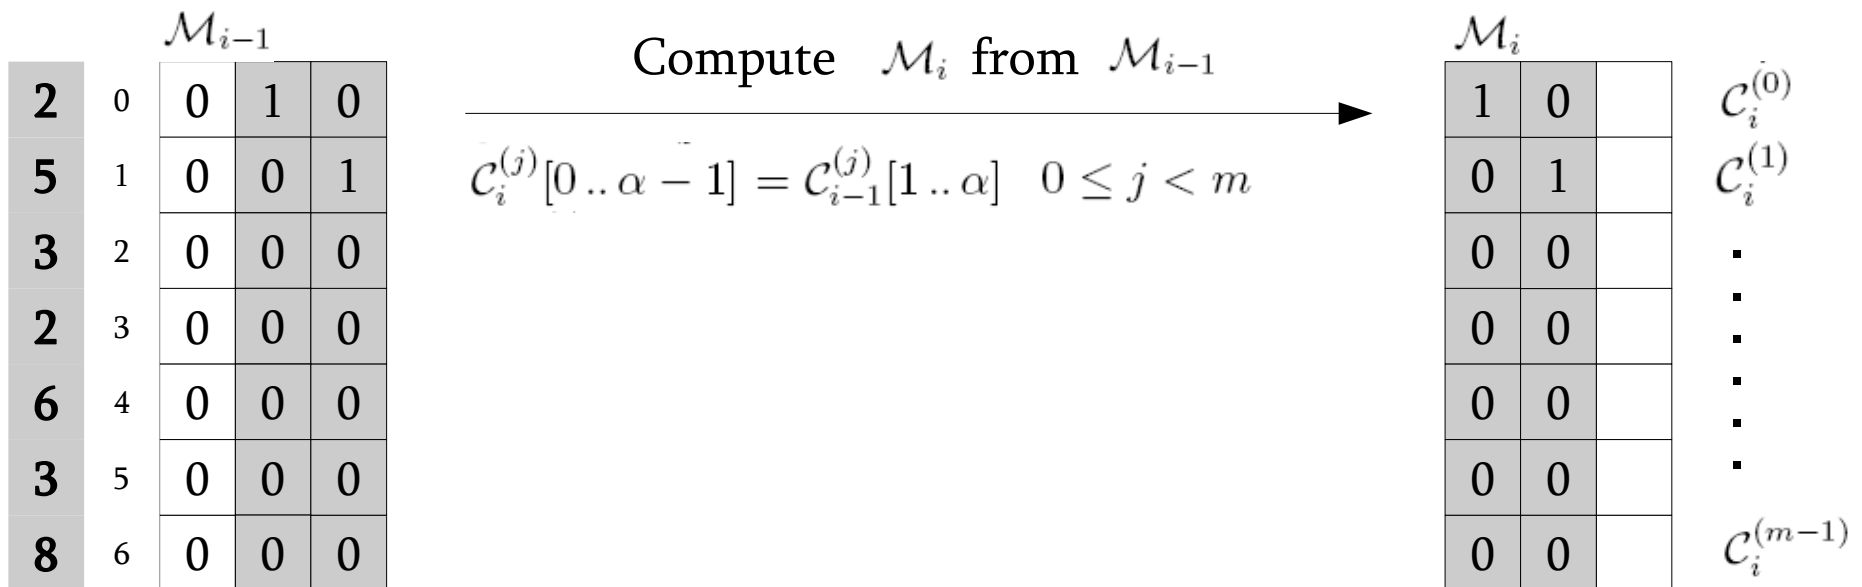 ℳ_{i−1}
Compute ℳ_i from ℳ_{i−1}
ℳ_i
2 0 0 1 0 1 0 𝒞_i^{(0)}
5 1 0 0 1 𝒞_i^{(j)}[0 .. α − 1] = 𝒞_{i−1}^{(j)}[1 .. α] 0 ≤ j < m 0 1 𝒞_i^{(1)}
3 2 0 0 0 0 0
2 3 0 0 0 0 0
6 4 0 0 0 0 0
3 5 0 0 0 0 0
8 6 0 0 0 0 0 𝒞_i^{(m−1)}